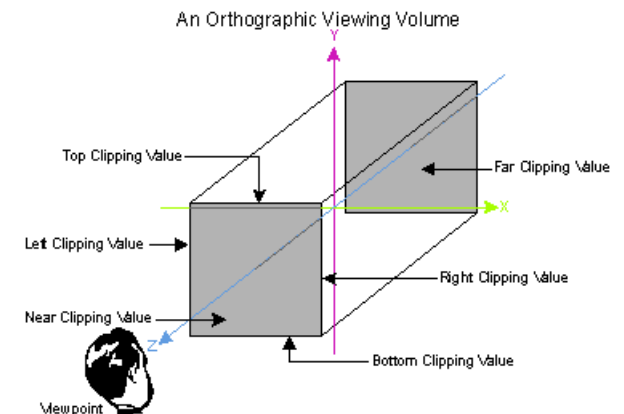 An Orthographic Viewing Volume
Y
Top Clipping Value
Far Clipping Value
X
Left Clipping Value
Right Clipping Value
Near Clipping Value
Z
Bottom Clipping Value
Viewpoint